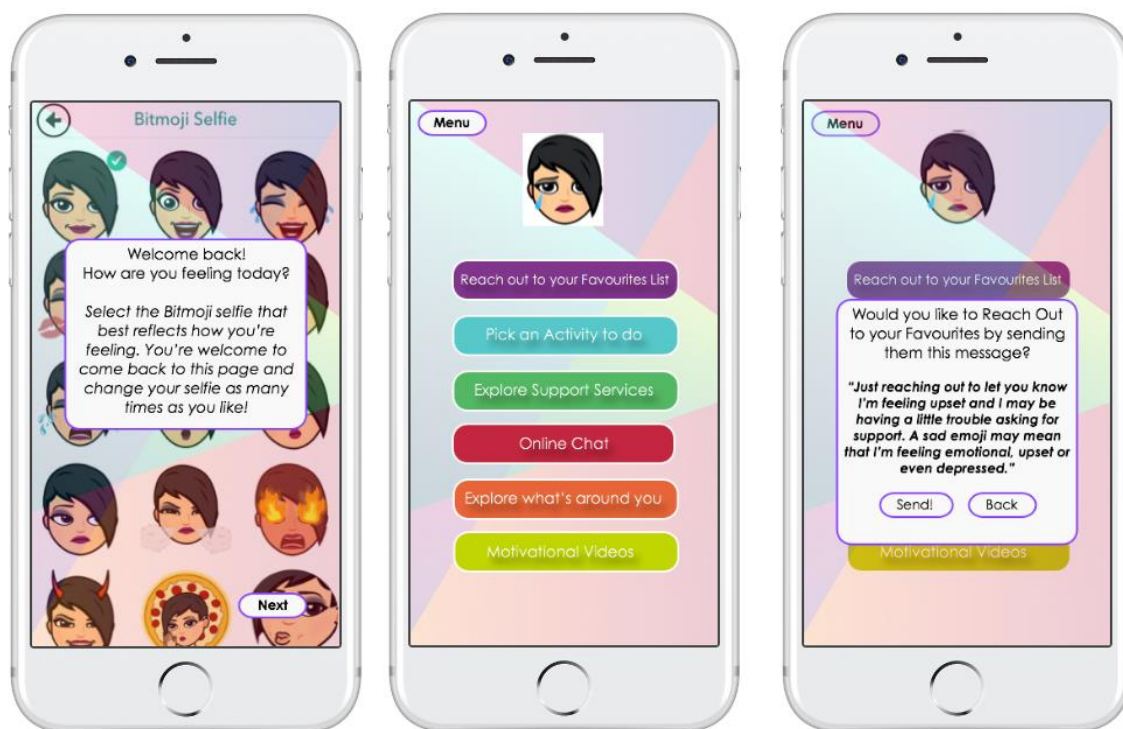 Bitmoji Selfie
Welcome back!
How are you feeling today?
Select the Bitmoji selfie that
best reflects how you're
feeling. You're welcome to
come back to this page and
change your selfie as many
times as you like!
Next
Menu
Reach out to your Favourites List
Pick an Activity to do
Explore Support Services
Online Chat
Explore what's around you
Motivational Videos
Menu
Reach out to your Favourites List
Would you like to Reach Out
to your Favourites by sending
them this message?
"Just reaching out to let you know
I'm feeling upset and I may be
having a little trouble asking for
support. A sad emoji may mean
that I'm feeling emotional, upset or
even depressed."
Send! Back
Motivational Videos